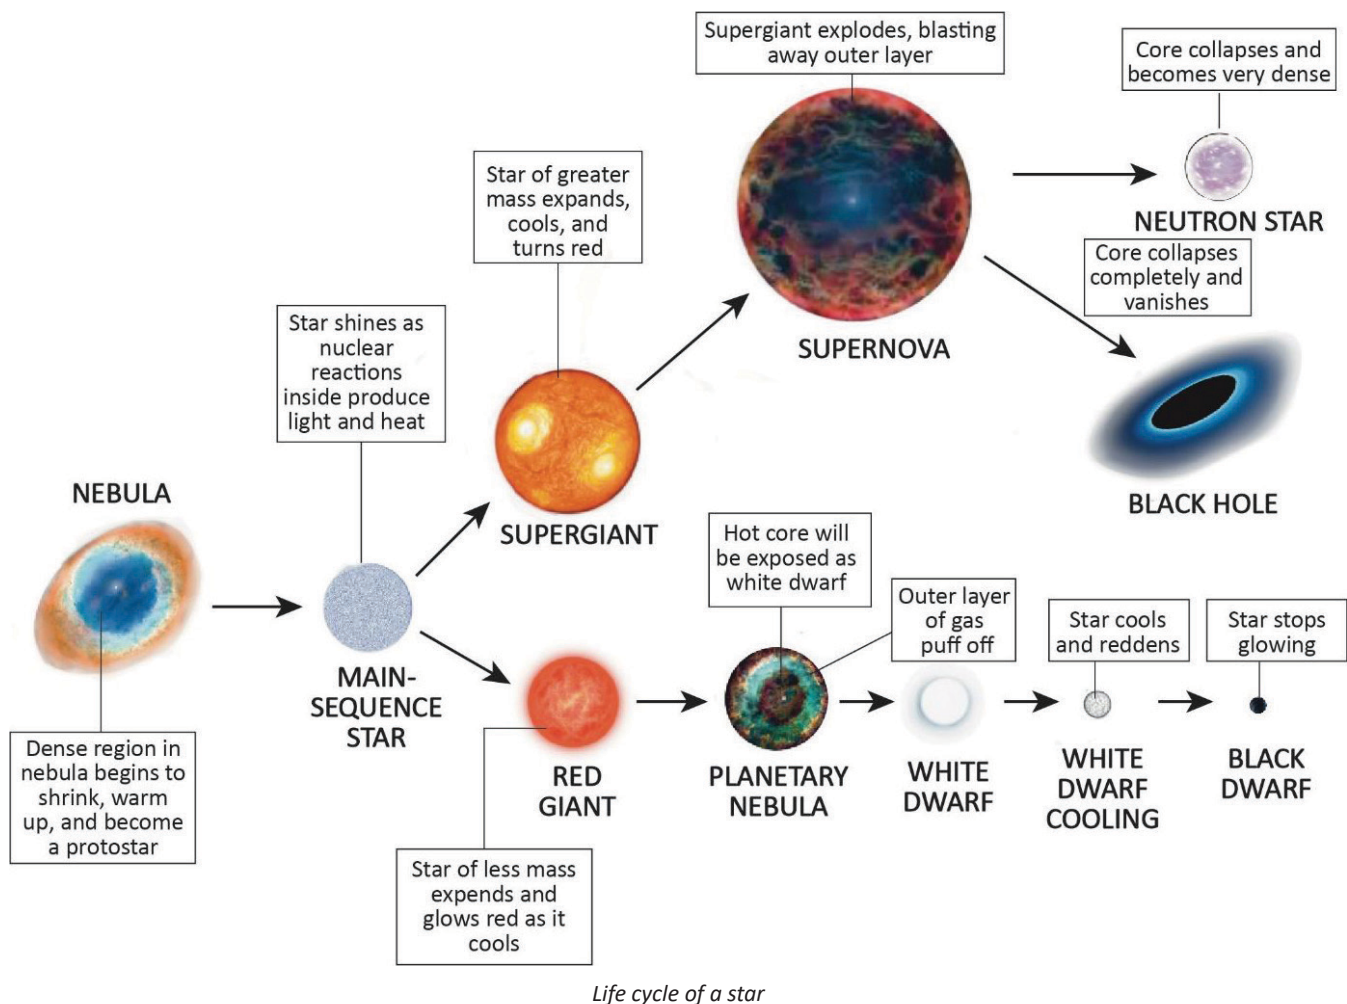 Supergiant explodes, blasting
away outer layer
Core collapses and
becomes very dense
Star of greater
mass expands,
cools, and
turns red
NEUTRON STAR
Core collapses
completely and
vanishes
Star shines as
nuclear
reactions
inside produce
light and heat
SUPERNOVA
NEBULA
SUPERGIANT
BLACK HOLE
Hot core will
be exposed as
white dwarf
Outer layer
of gas
puff off
Star cools
and reddens
Star stops
glowing
MAIN-
SEQUENCE
STAR
Dense region in
nebula begins to
shrink, warm
up, and become
a protostar
RED
GIANT
PLANETARY
NEBULA
WHITE
DWARF
WHITE
DWARF
COOLING
BLACK
DWARF
Star of less mass
expends and
glows red as it
cools
Life cycle of a star